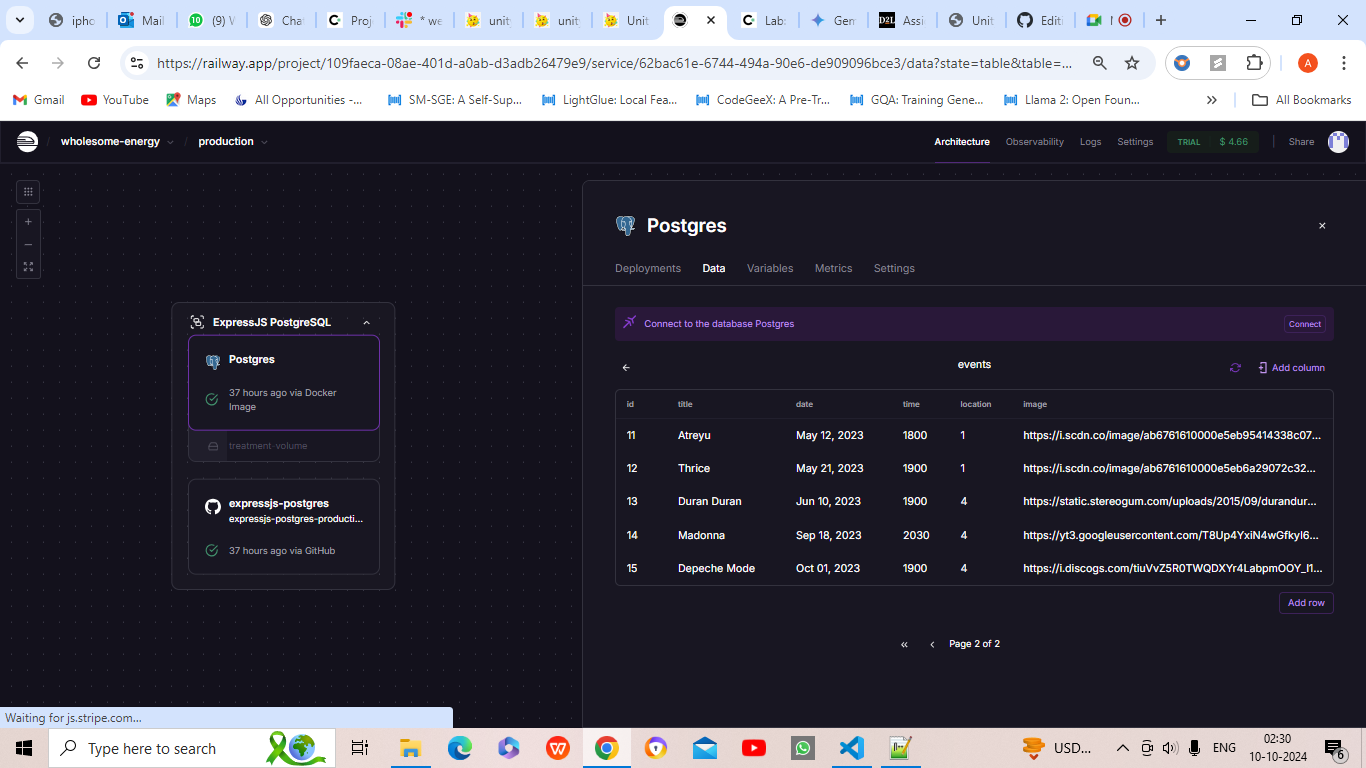 ipho
Mail
(9) W
Cha
Proj
* we
unit
unit
Unit
Lab
Gen
D2L
Assi
Unit
Edit
https://railway.app/project/109faeca-08ae-401d-a0ab-d3adb26479e9/service/62bac61e-6744-494a-90e6-de909096bce3/data?state=table&table=...
A
Gmail
YouTube
Maps
All Opportunities -...
SM-SGE: A Self-Sup...
LightGlue: Local Fea...
CodeGeeX: A Pre-Tr...
GQA: Training Gene...
Llama 2: Open Foun...
All Bookmarks
wholesome-energy / production
Architecture
Observability
Logs
Settings
TRIAL $ 4.66
Share
Postgres
Deployments
Data
Variables
Metrics
Settings
ExpressJS PostgreSQL
Postgres
37 hours ago via Docker
Image
treatment-volume
expressjs-postgres
expressjs-postgres-producti...
37 hours ago via GitHub
Connect to the database Postgres
Connect
events
Add column
id title date time location image
11 Atreyu May 12, 2023 1800 1 https://i.scdn.co/image/ab6761610000e5eb95414338c07...
12 Thrice May 21, 2023 1900 1 https://i.scdn.co/image/ab6761610000e5eb6a29072c32...
13 Duran Duran Jun 10, 2023 1900 4 https://static.stereogum.com/uploads/2015/09/durandur...
14 Madonna Sep 18, 2023 2030 4 https://yt3.googleusercontent.com/T8Up4YxiN4wGfkyI6...
15 Depeche Mode Oct 01, 2023 1900 4 https://i.discogs.com/tiuVvZ5R0TWQDXYr4LabpmOOY_I1...
Add row
« ‹ Page 2 of 2
Waiting for js.stripe.com...
Type here to search
USD...
ENG
02:30
10-10-2024
6